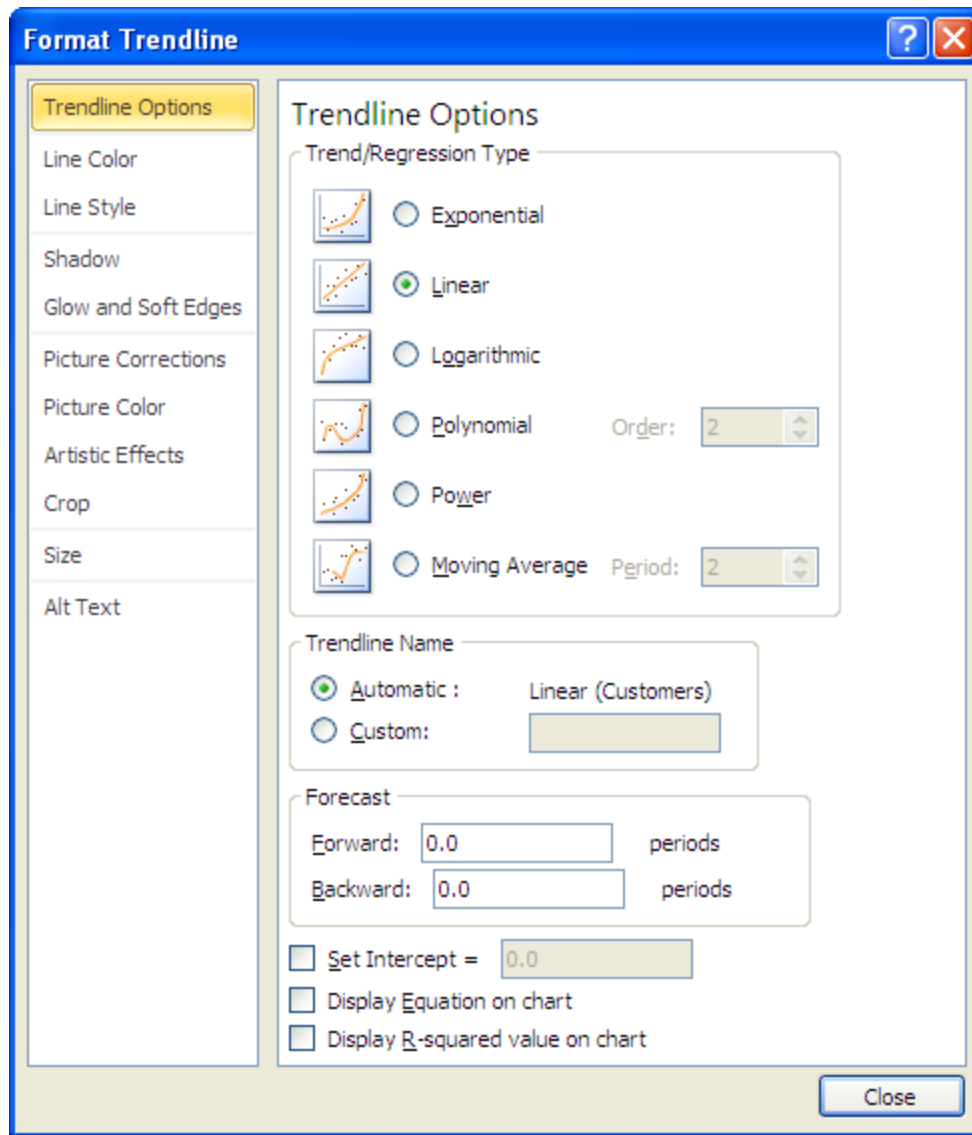 Format Trendline
Trendline Options
Line Color
Line Style
Shadow
Glow and Soft Edges
Picture Corrections
Picture Color
Artistic Effects
Crop
Size
Alt Text
Trendline Options
Trend/Regression Type
Exponential
Linear
Logarithmic
Polynomial Order: 2
Power
Moving Average Period: 2
Trendline Name
Automatic : Linear (Customers)
Custom:
Forecast
Forward: 0.0 periods
Backward: 0.0 periods
Set Intercept = 0.0
Display Equation on chart
Display R-squared value on chart
Close